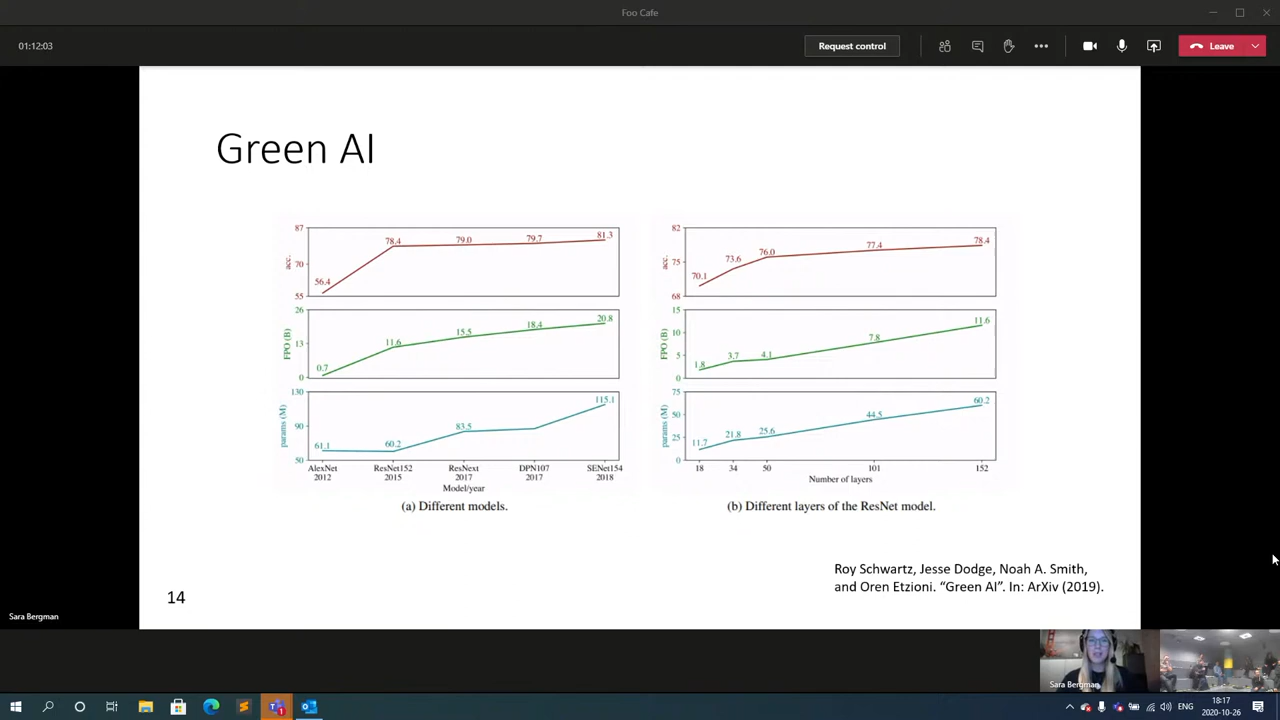 Foo Cafe
01:12:03
Request control
Leave
Green AI
87
70
55
acc.
56.4
78.4
79.0
79.7
81.3
26
13
0
FPO (B)
0.7
11.6
15.5
18.4
20.8
130
90
50
params (M)
61.1
60.2
83.5
115.1
AlexNet ResNet152 ResNext DPN107 SENet154
2012 2015 2017 2017 2018
Model/year
(a) Different models.
82
75
68
acc.
70.1
73.6
76.0
77.4
78.4
15
10
5
0
FPO (B)
1.8
3.7
4.1
7.8
11.6
75
50
25
0
params (M)
11.7
21.8
25.6
44.5
60.2
18 34 50 101 152
Number of layers
(b) Different layers of the ResNet model.
Roy Schwartz, Jesse Dodge, Noah A. Smith,
and Oren Etzioni. “Green AI”. In: ArXiv (2019).
14
Sara Bergman
Sara Bergman
ENG
18:17
2020-10-26